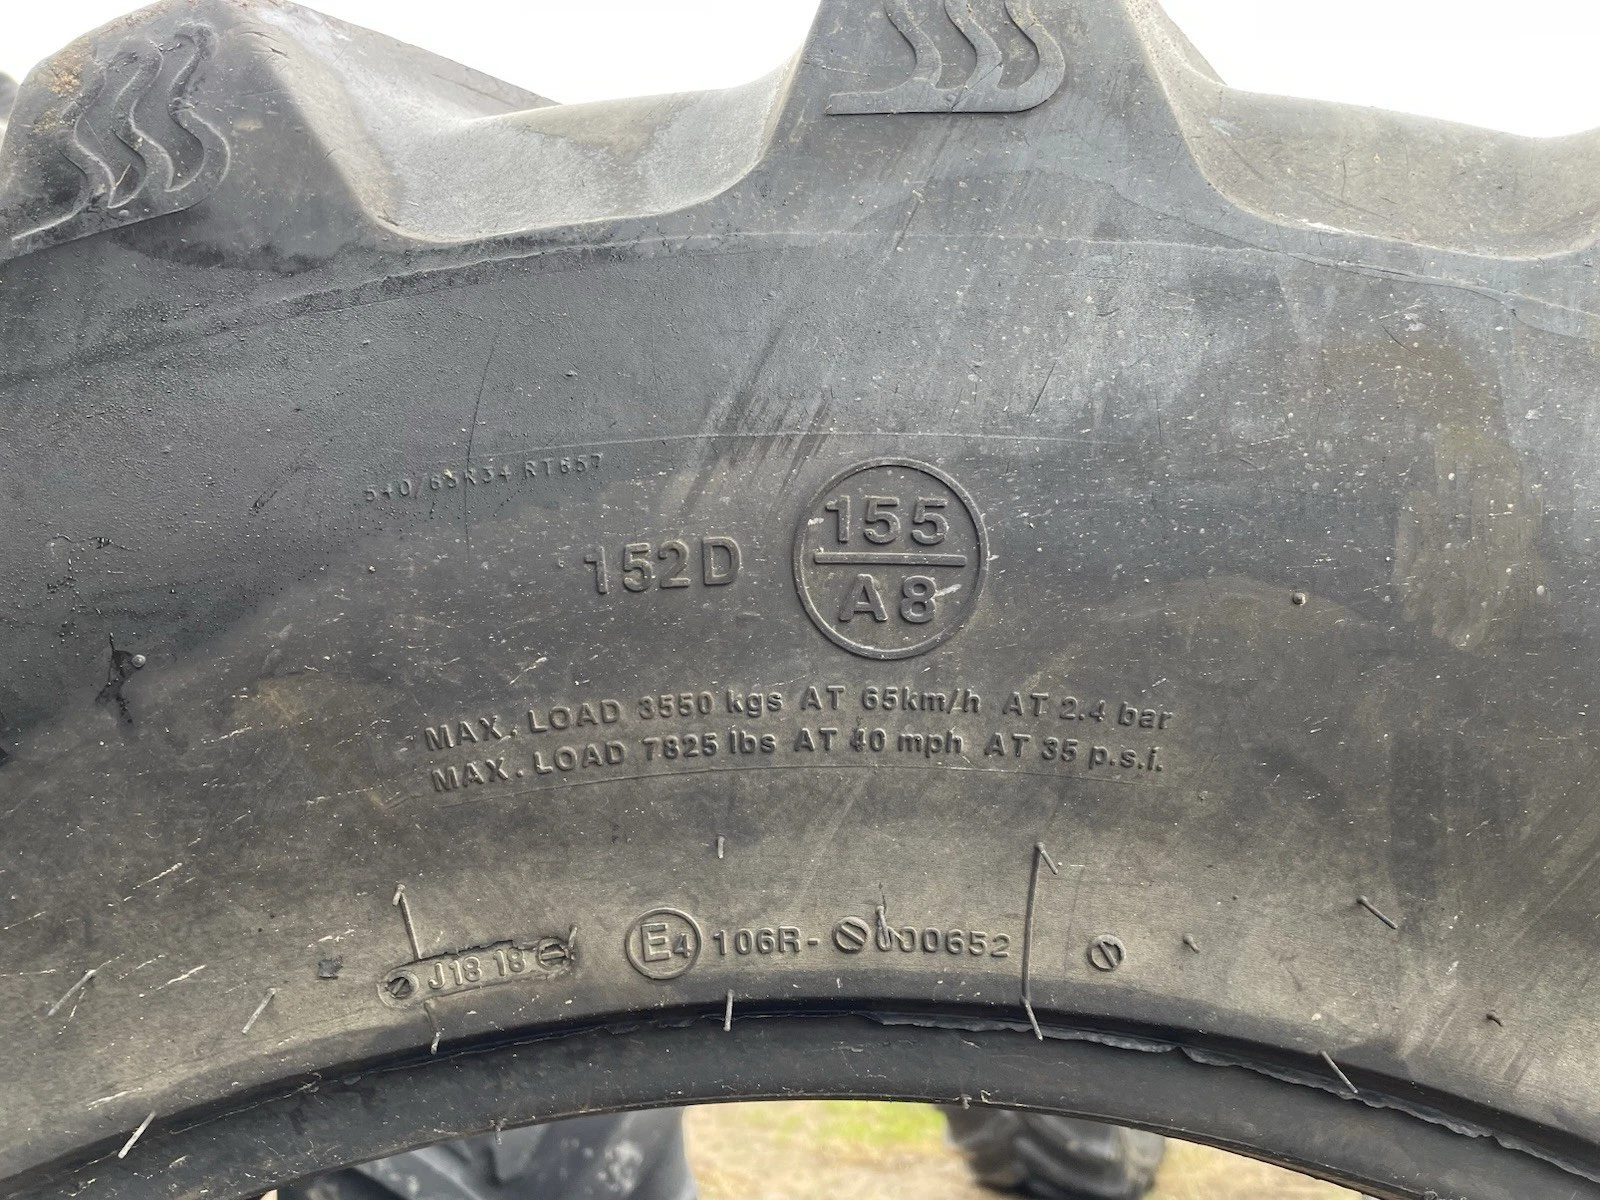 540/65R34 RT657
152D
155
A8
MAX. LOAD 3550 kgs AT 65km/h AT 2.4 bar
MAX. LOAD 7825 lbs AT 40 mph AT 35 p.s.i.
J18 18
E4 106R- 000652